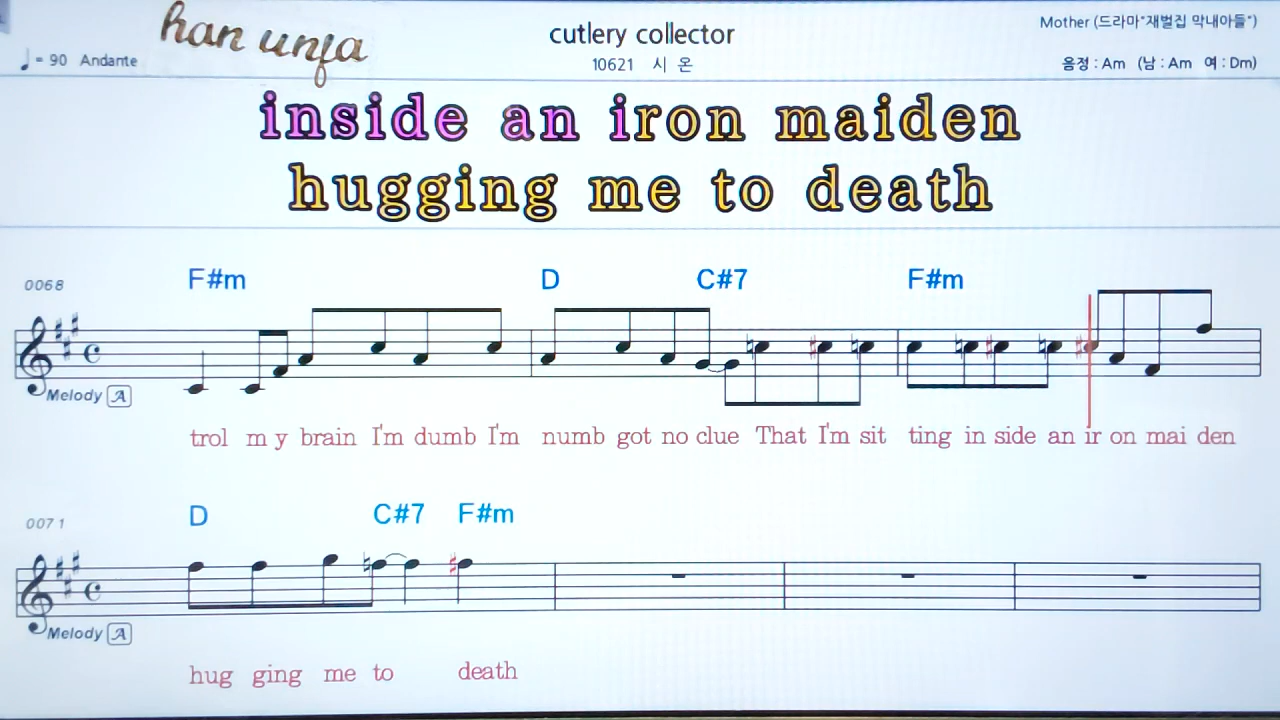 han unja
cutlery collector
Mother (드라마"재벌집 막내아들")
♩ = 90 Andante
10621 시 온
음정 : Am (남 : Am 여 : Dm)
inside an iron maiden
hugging me to death
0068
F#m D C#7 F#m
Melody A
trol my brain I'm dumb I'm numb got no clue That I'm sit ting in side an ir on mai den
0071
D C#7 F#m
Melody A
hug ging me to death